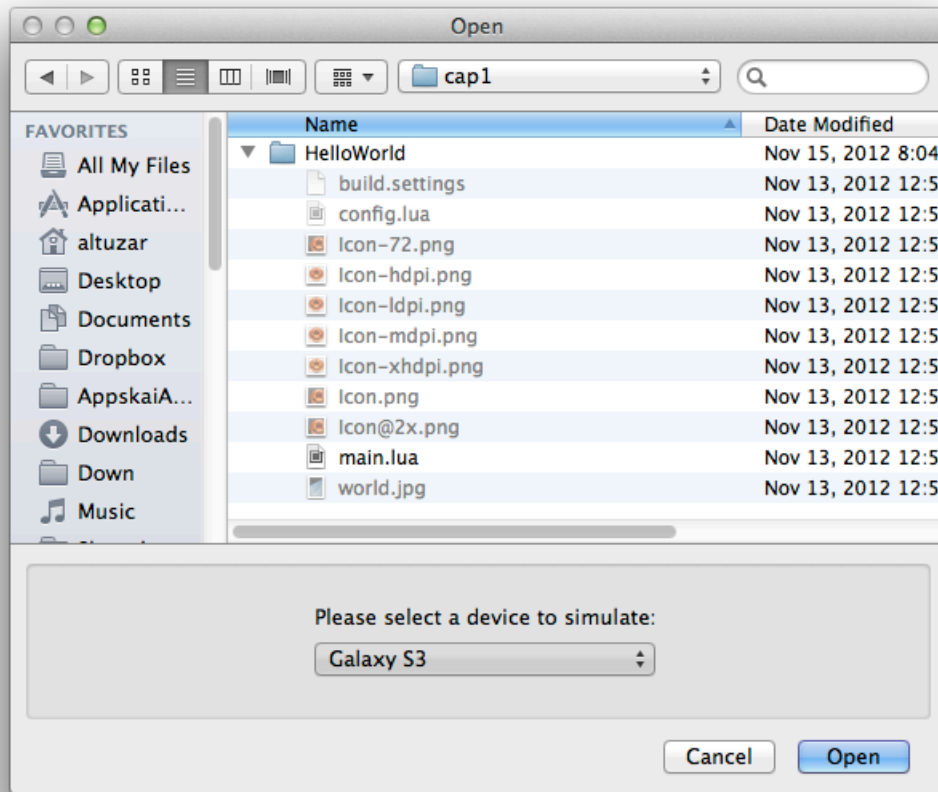 Open
cap1
FAVORITES
All My Files
Applicati...
altuzar
Desktop
Documents
Dropbox
AppskaiA...
Downloads
Down
Music
Name Date Modified
HelloWorld Nov 15, 2012 8:04
build.settings Nov 13, 2012 12:5
config.lua Nov 13, 2012 12:5
Icon-72.png Nov 13, 2012 12:5
Icon-hdpi.png Nov 13, 2012 12:5
Icon-ldpi.png Nov 13, 2012 12:5
Icon-mdpi.png Nov 13, 2012 12:5
Icon-xhdpi.png Nov 13, 2012 12:5
Icon.png Nov 13, 2012 12:5
Icon@2x.png Nov 13, 2012 12:5
main.lua Nov 13, 2012 12:5
world.jpg Nov 13, 2012 12:5
Please select a device to simulate:
Galaxy S3
Cancel Open